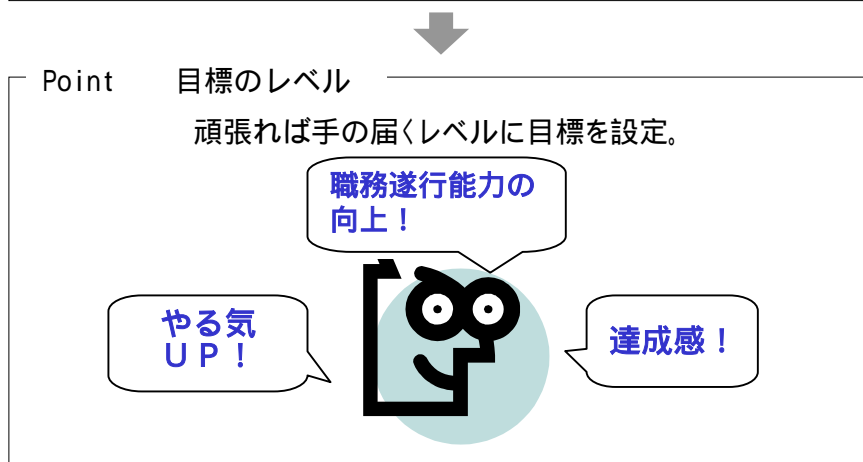 Point 目標のレベル
頑張れば手の届くレベルに目標を設定。
職務遂行能力の
向上！
やる気
ＵＰ！
達成感！